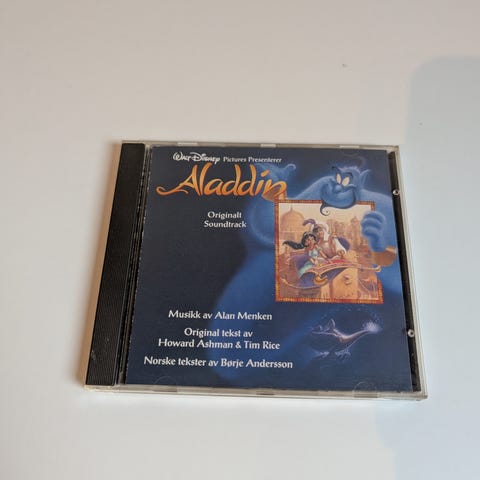 Walt Disney Pictures Presenterer
Aladdin
Originalt
Soundtrack
Musikk av Alan Menken
Original tekst av
Howard Ashman & Tim Rice
Norske tekster av Børje Andersson